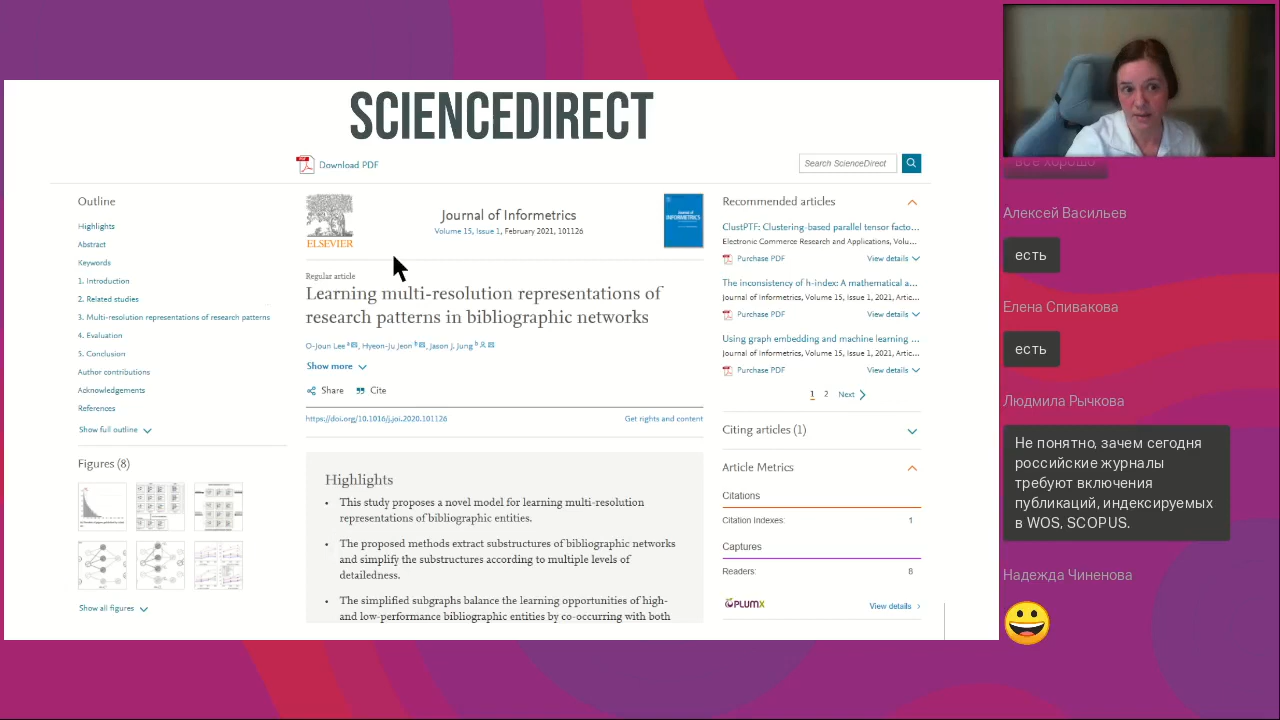 SCIENCEDIRECT
Download PDF
Search ScienceDirect
Outline
Highlights
Abstract
Keywords
1. Introduction
2. Related studies
3. Multi-resolution representations of research patterns
4. Evaluation
5. Conclusion
Author contributions
Acknowledgements
References
Show full outline
Figures (8)
Show all figures
ELSEVIER
Journal of Informetrics
Volume 15, Issue 1, February 2021, 101126
JOURNAL OF
INFORMETRICS
Regular article
Learning multi-resolution representations of
research patterns in bibliographic networks
O-Joun Lee a, Hyeon-Ju Jeon b, Jason J. Jung b
Show more
Share Cite
https://doi.org/10.1016/j.joi.2020.101126
Get rights and content
Highlights
• This study proposes a novel model for learning multi-resolution
representations of bibliographic entities.
• The proposed methods extract substructures of bibliographic networks
and simplify the substructures according to multiple levels of
detailedness.
• The simplified subgraphs balance the learning opportunities of high-
and low-performance bibliographic entities by co-occurring with both
Recommended articles
ClustPTF: Clustering-based parallel tensor facto...
Electronic Commerce Research and Applications, Volu...
Purchase PDF View details
The inconsistency of h-index: A mathematical a...
Journal of Informetrics, Volume 15, Issue 1, 2021, Artic...
Purchase PDF View details
Using graph embedding and machine learning ...
Journal of Informetrics, Volume 15, Issue 1, 2021, Artic...
Purchase PDF View details
1 2 Next
Citing articles (1)
Article Metrics
Citations
Citation Indexes: 1
Captures
Readers: 8
PLUMX View details
все хорошо
Алексей Васильев
есть
Елена Спивакова
есть
Людмила Рычкова
Не понятно, зачем сегодня
российские журналы
требуют включения
публикаций, индексируемых
в WOS, SCOPUS.
Надежда Чиненова